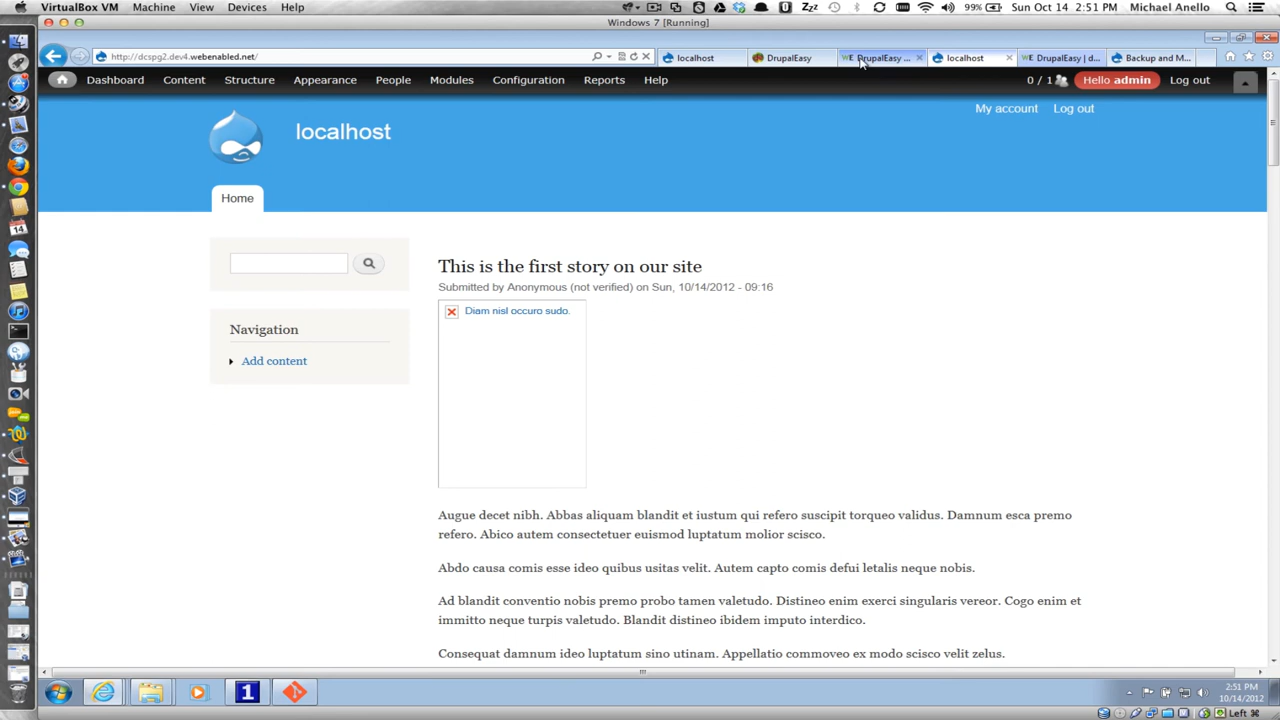 VirtualBox VM Machine View Devices Help 99% Sun Oct 14 2:51 PM Michael Anello
Windows 7 [Running]
http://dcspg2.dev4.webenabled.net/ localhost DrupalEasy WE DrupalEasy ... localhost WE DrupalEasy | d... Backup and M...
Dashboard Content Structure Appearance People Modules Configuration Reports Help 0 / 1 Hello admin Log out
My account Log out
localhost
Home
This is the first story on our site
Submitted by Anonymous (not verified) on Sun, 10/14/2012 - 09:16
Diam nisl occuro sudo.
Navigation
Add content
Augue decet nibh. Abbas aliquam blandit et iustum qui refero suscipit torqueo validus. Damnum esca premo
refero. Abico autem consectetuer euismod luptatum molior scisco.
Abdo causa comis esse ideo quibus usitas velit. Autem capto comis defui letalis neque nobis.
Ad blandit conventio nobis premo probo tamen valetudo. Distineo enim exerci singularis vereor. Cogo enim et
immitto neque turpis valetudo. Blandit distineo ibidem imputo interdico.
Consequat damnum ideo luptatum sino utinam. Appellatio commoveo ex modo scisco velit zelus.
1
2:51 PM
10/14/2012
Left ⌘